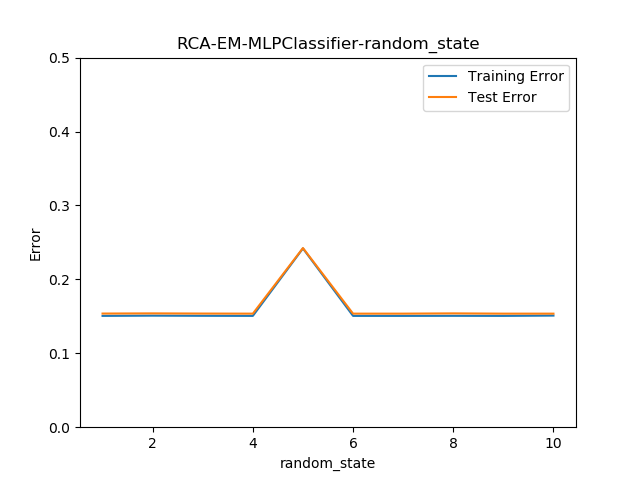 RCA-EM-MLPClassifier-random_state
Training Error
Test Error
0.5
0.4
0.3
0.2
0.1
0.0
Error
2 4 6 8 10
random_state